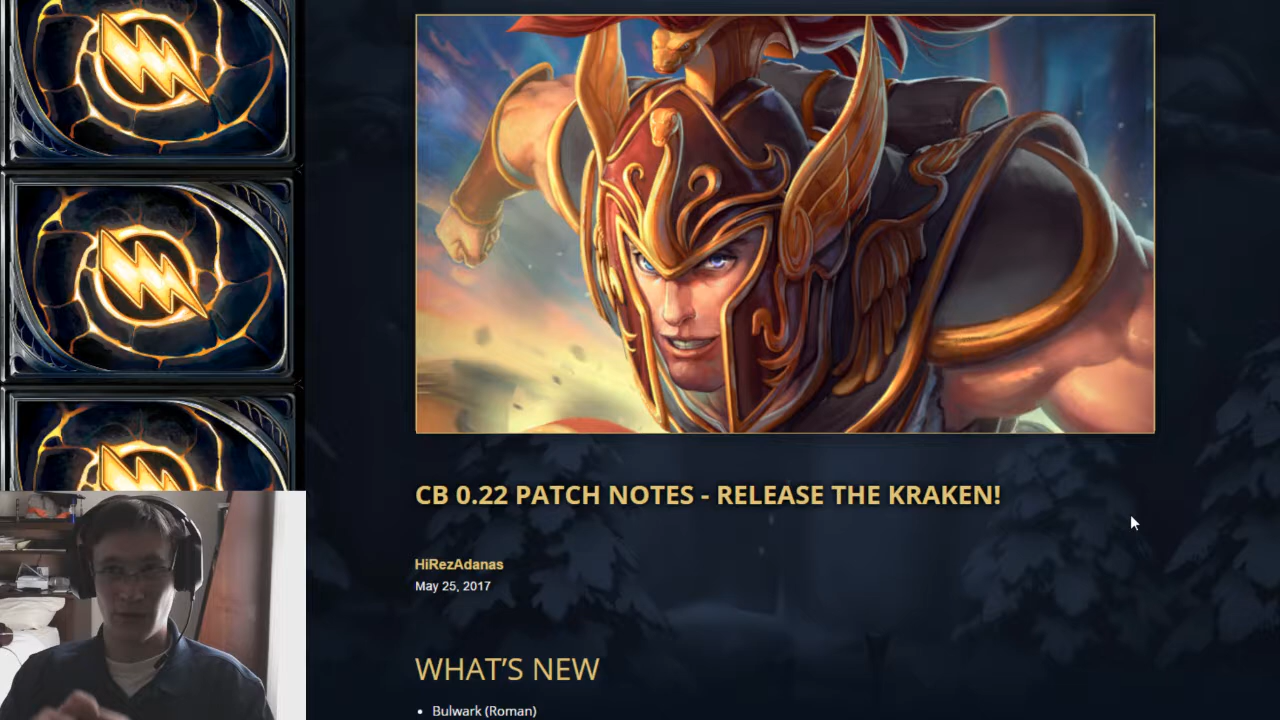 CB 0.22 PATCH NOTES - RELEASE THE KRAKEN!
HiRezAdanas
May 25, 2017
WHAT'S NEW
• Bulwark (Roman)